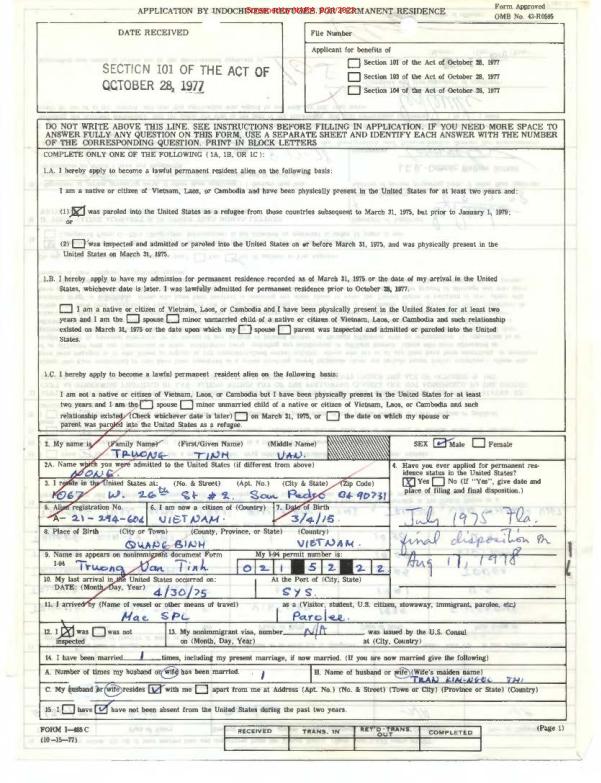 APPLICATION BY INDOCHINESE REFUGEE FOR PERMANENT RESIDENCE
Form Approved
OMB No. 43-R0595
DATE RECEIVED
SECTION 101 OF THE ACT OF
OCTOBER 28, 1977
File Number
Applicant for benefits of
Section 101 of the Act of October 28, 1977
Section 103 of the Act of October 28, 1977
Section 104 of the Act of October 28, 1977
DO NOT WRITE ABOVE THIS LINE. SEE INSTRUCTIONS BEFORE FILLING IN APPLICATION. IF YOU NEED MORE SPACE TO
ANSWER FULLY ANY QUESTION ON THIS FORM, USE A SEPARATE SHEET AND IDENTIFY EACH ANSWER WITH THE NUMBER
OF THE CORRESPONDING QUESTION. PRINT IN BLOCK LETTERS
COMPLETE ONLY ONE OF THE FOLLOWING (1A, 1B, OR 1C):
1.A. I hereby apply to become a lawful permanent resident alien on the following basis:
I am a native or citizen of Vietnam, Laos, or Cambodia and have been physically present in the United States for at least two years and:
(1) X was paroled into the United States as a refugee from those countries subsequent to March 31, 1975, but prior to January 1, 1979;
or
(2) was inspected and admitted or paroled into the United States on or before March 31, 1975, and was physically present in the
United States on March 31, 1975.
1.B. I hereby apply to have my admission for permanent residence recorded as of March 31, 1975 or the date of my arrival in the United
States, whichever date is later. I was lawfully admitted for permanent residence prior to October 28, 1977.
I am a native or citizen of Vietnam, Laos, or Cambodia and I have been physically present in the United States for at least two
years and I am the spouse minor unmarried child of a native or citizen of Vietnam, Laos, or Cambodia and such relationship
existed on March 31, 1975 or the date upon which my spouse parent was inspected and admitted or paroled into the United
States.
1.C. I hereby apply to become a lawful permanent resident alien on the following basis:
I am not a native or citizen of Vietnam, Laos, or Cambodia but I have been physically present in the United States for at least
two years and I am the spouse minor unmarried child of a native or citizen of Vietnam, Laos, or Cambodia and such
relationship existed (Check whichever date is later) on March 31, 1975, or the date on which my spouse or
parent was paroled into the United States as a refugee.
2. My name is (Family Name) (First/Given Name) (Middle Name)
TRUONG TINH VAN.
SEX Male Female
2A. Name which you were admitted to the United States (if different from above)
NONG.
4. Have you ever applied for permanent res-
idence status in the United States?
X Yes No (If "Yes", give date and
place of filing and final disposition.)
July 1975 Fla.
final disposition on
Aug 17, 1978
3. I reside in the United States at: (No. & Street) (Apt. No.) (City & State) (Zip Code)
1067 W. 26th St # 2, San Pedro CA 90731
5. Alien registration No. 6. I am now a citizen of (Country) 7. Date of Birth
A-21-294-606 VIETNAM. 3/4/15.
8. Place of Birth (City or Town) (County, Province, or State) (Country)
QUANG BINH VIETNAM.
9. Name as appears on nonimmigrant document Form
I-94
Truong Van Tinh
My I-94 permit number is:
021 52 22
10. My last arrival in the United States occurred on:
DATE: (Month, Day, Year)
4/30/75
At the Port of (City, State)
SYS.
11. I arrived by (Name of vessel or other means of travel)
Mac SPL
as a (Visitor, student, U.S. citizen, stowaway, immigrant, parolee, etc.)
Parolee.
12. I X was was not
inspected
13. My nonimmigrant visa, number N/A was issued by the U.S. Consul
on (Month, Day, Year) at (City, Country)
14. I have been married 1 times, including my present marriage, if now married. (If you are now married give the following)
A. Number of times my husband or wife has been married. 1
B. Name of husband or wife (Wife's maiden name)
TRAN KIM-NGOC THI
C. My husband or wife resides with me apart from me at Address (Apt. No.) (No. & Street) (Town or City) (Province or State) (Country)
15. I have have not been absent from the United States during the past two years.
FORM I-485 C
(10-15-77)
RECEIVED
TRANS. IN
RET'D-TRANS. OUT
COMPLETED
(Page 1)